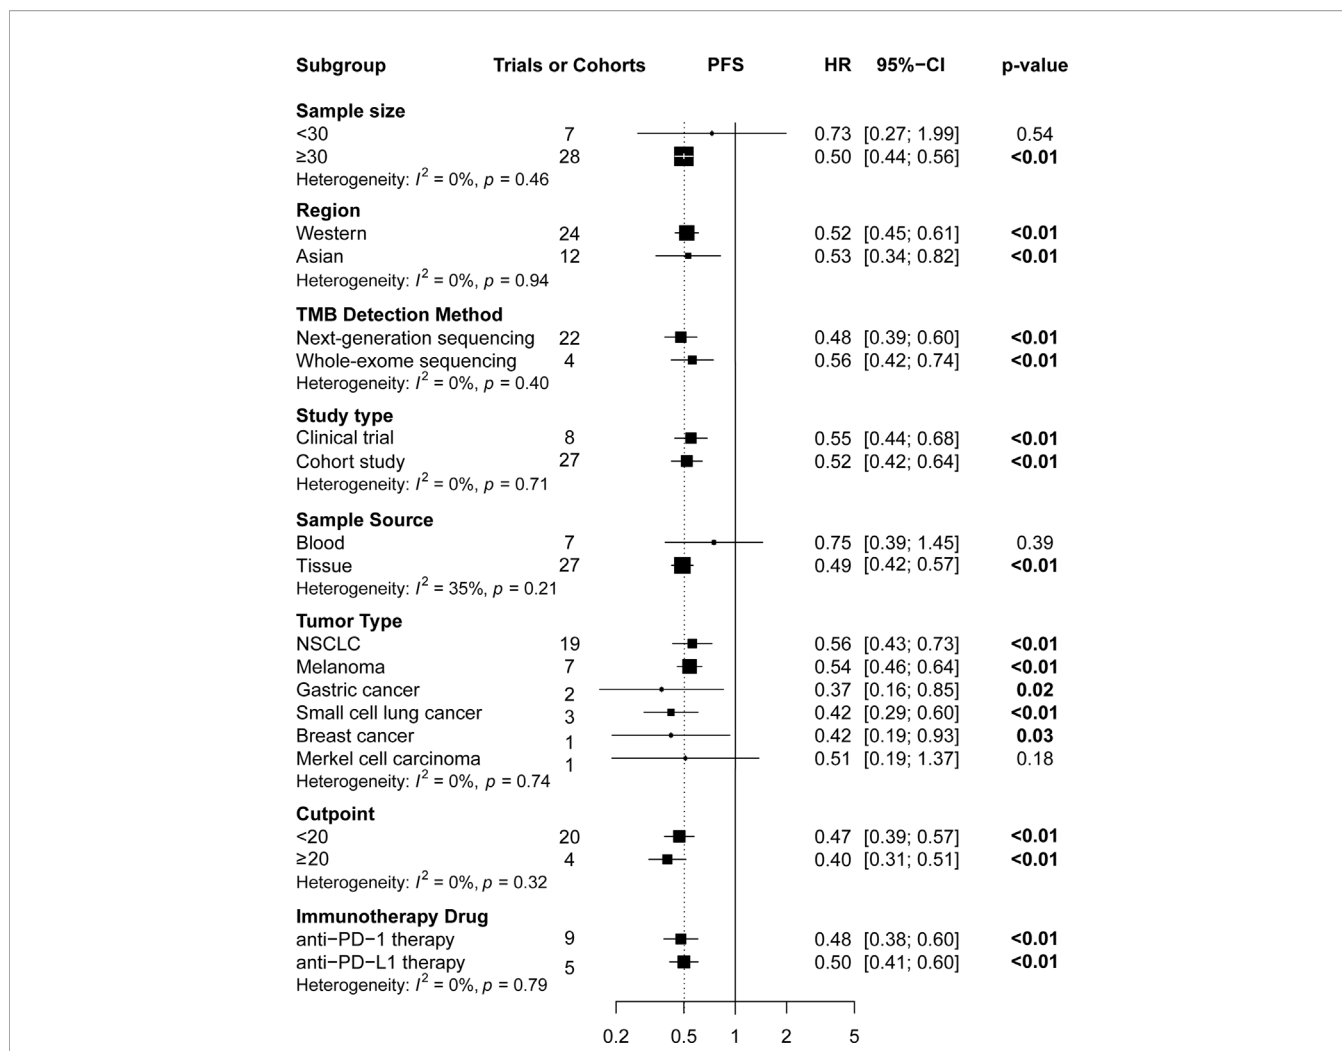 Subgroup Trials or Cohorts PFS HR 95%−CI p-value
Sample size
<30 7 0.73 [0.27; 1.99] 0.54
≥30 28 0.50 [0.44; 0.56] <0.01
Heterogeneity: I² = 0%, p = 0.46
Region
Western 24 0.52 [0.45; 0.61] <0.01
Asian 12 0.53 [0.34; 0.82] <0.01
Heterogeneity: I² = 0%, p = 0.94
TMB Detection Method
Next-generation sequencing 22 0.48 [0.39; 0.60] <0.01
Whole-exome sequencing 4 0.56 [0.42; 0.74] <0.01
Heterogeneity: I² = 0%, p = 0.40
Study type
Clinical trial 8 0.55 [0.44; 0.68] <0.01
Cohort study 27 0.52 [0.42; 0.64] <0.01
Heterogeneity: I² = 0%, p = 0.71
Sample Source
Blood 7 0.75 [0.39; 1.45] 0.39
Tissue 27 0.49 [0.42; 0.57] <0.01
Heterogeneity: I² = 35%, p = 0.21
Tumor Type
NSCLC 19 0.56 [0.43; 0.73] <0.01
Melanoma 7 0.54 [0.46; 0.64] <0.01
Gastric cancer 2 0.37 [0.16; 0.85] 0.02
Small cell lung cancer 3 0.42 [0.29; 0.60] <0.01
Breast cancer 1 0.42 [0.19; 0.93] 0.03
Merkel cell carcinoma 1 0.51 [0.19; 1.37] 0.18
Heterogeneity: I² = 0%, p = 0.74
Cutpoint
<20 20 0.47 [0.39; 0.57] <0.01
≥20 4 0.40 [0.31; 0.51] <0.01
Heterogeneity: I² = 0%, p = 0.32
Immunotherapy Drug
anti−PD−1 therapy 9 0.48 [0.38; 0.60] <0.01
anti−PD−L1 therapy 5 0.50 [0.41; 0.60] <0.01
Heterogeneity: I² = 0%, p = 0.79
0.2 0.5 1 2 5